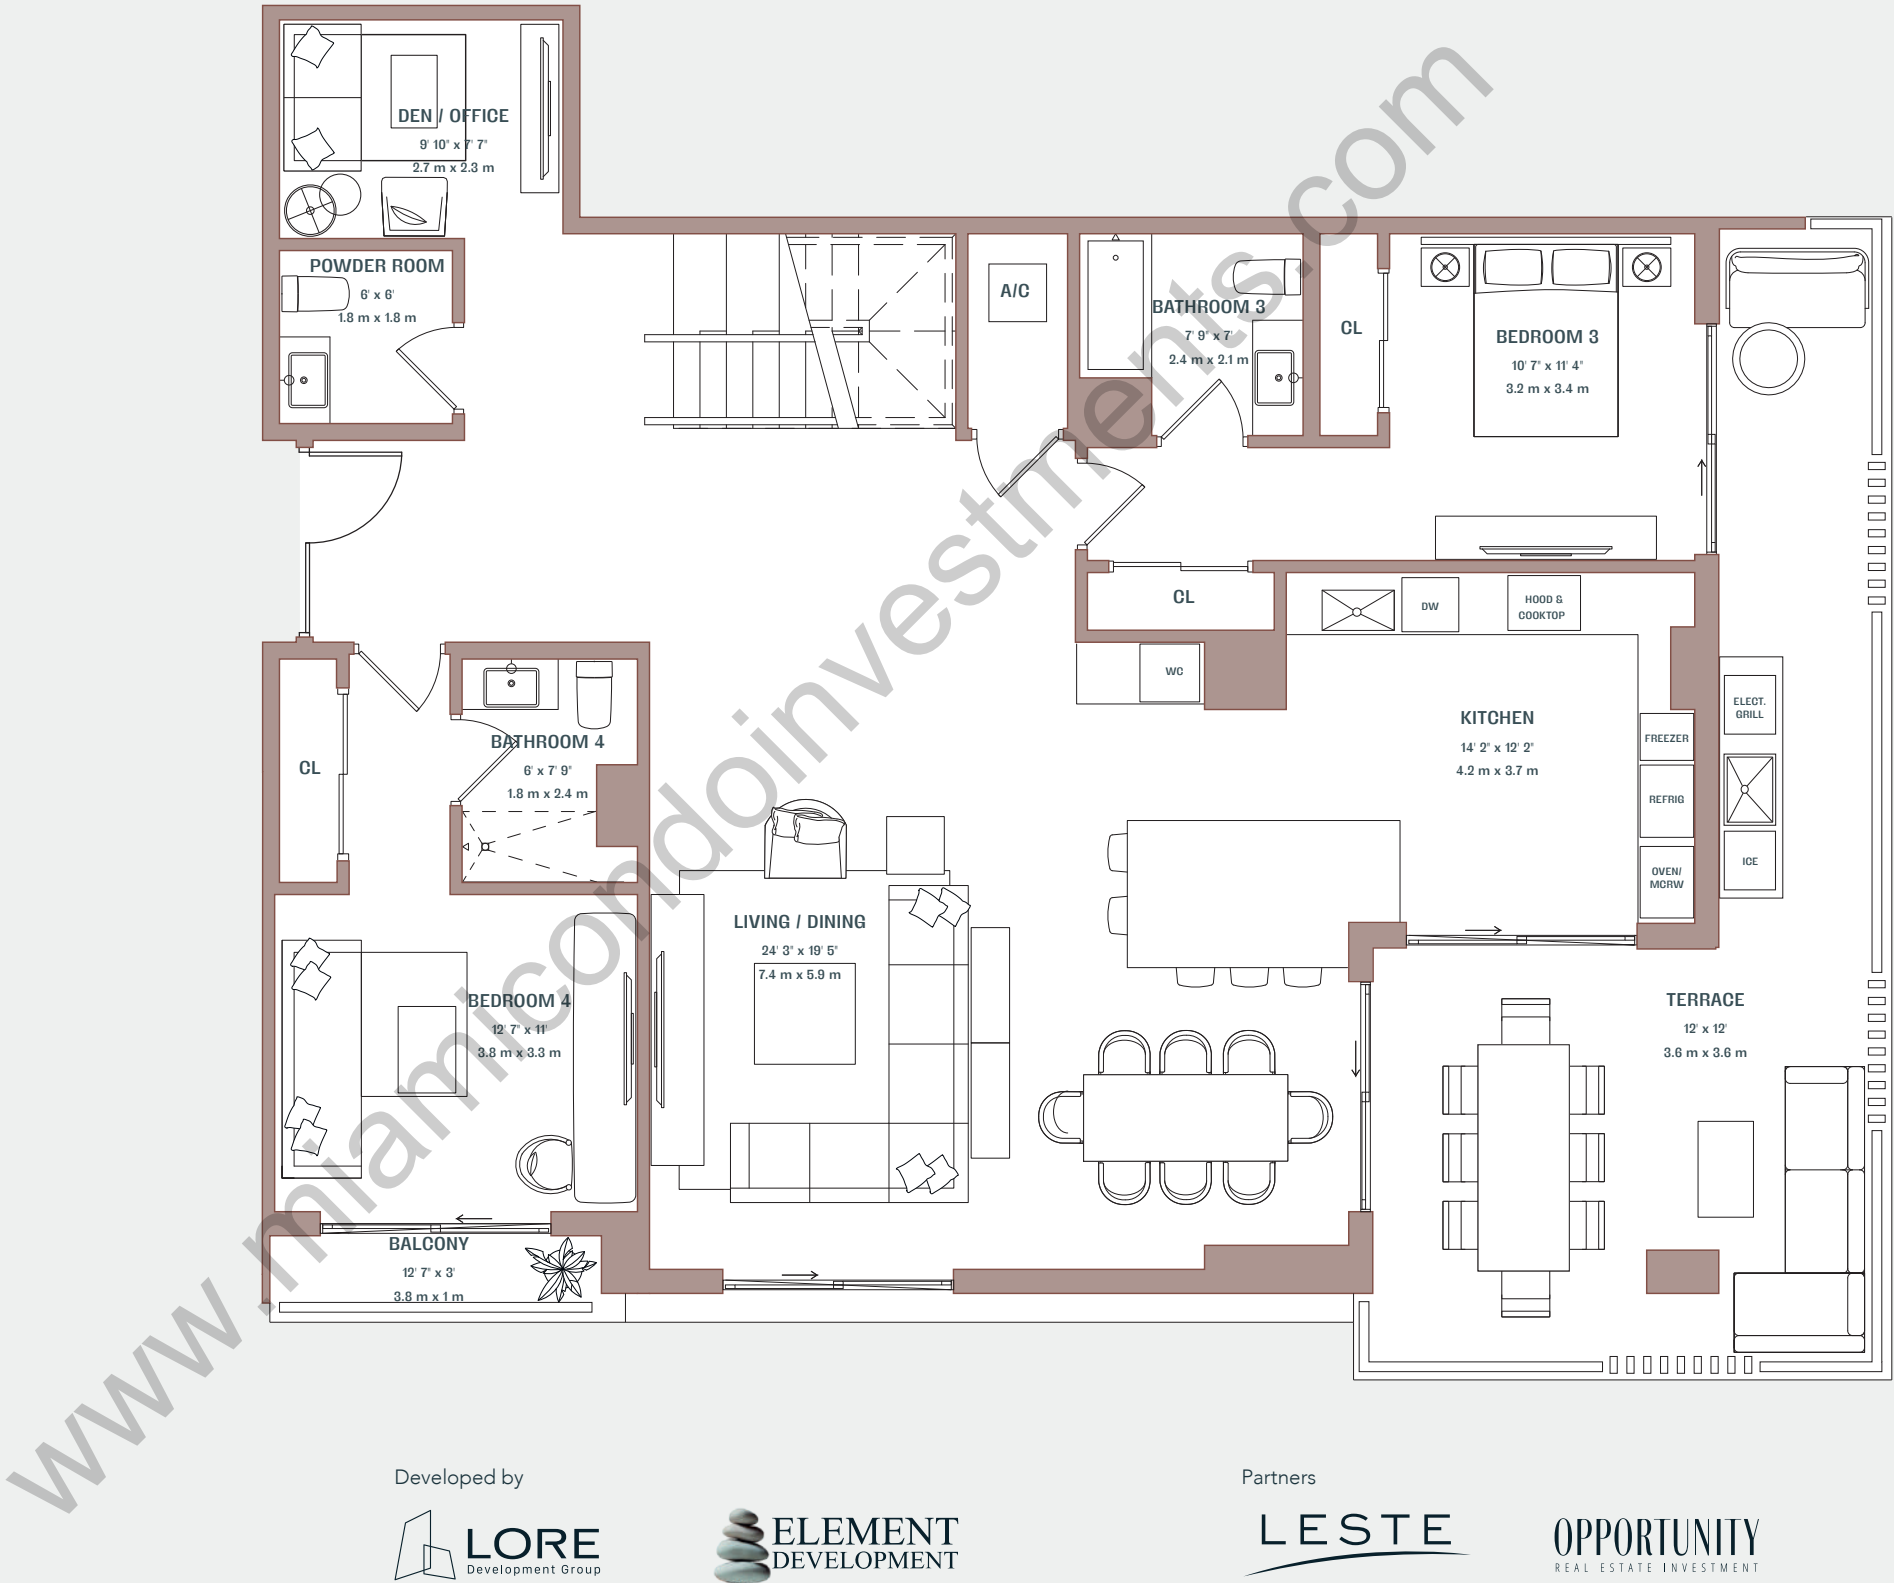 DEN / OFFICE
9' 10" x 7' 7"
2.7 m x 2.3 m
POWDER ROOM
6' x 6'
1.8 m x 1.8 m
A/C
BATHROOM 3
7' 9" x 7'
2.4 m x 2.1 m
CL
BEDROOM 3
10' 7" x 11' 4"
3.2 m x 3.4 m
CL
DW
HOOD &
COOKTOP
WC
KITCHEN
14' 2" x 12' 2"
4.2 m x 3.7 m
FREEZER
REFRIG
OVEN/
MCRW
ELECT.
GRILL
ICE
CL
BATHROOM 4
6' x 7' 9"
1.8 m x 2.4 m
LIVING / DINING
24' 3" x 19' 5"
7.4 m x 5.9 m
BEDROOM 4
12' 7" x 11'
3.8 m x 3.3 m
TERRACE
12' x 12'
3.6 m x 3.6 m
BALCONY
12' 7" x 3'
3.8 m x 1 m
www.miamicondoinvestments.com
Developed by
LORE
Development Group
ELEMENT
DEVELOPMENT
Partners
LESTE
OPPORTUNITY
REAL ESTATE INVESTMENT